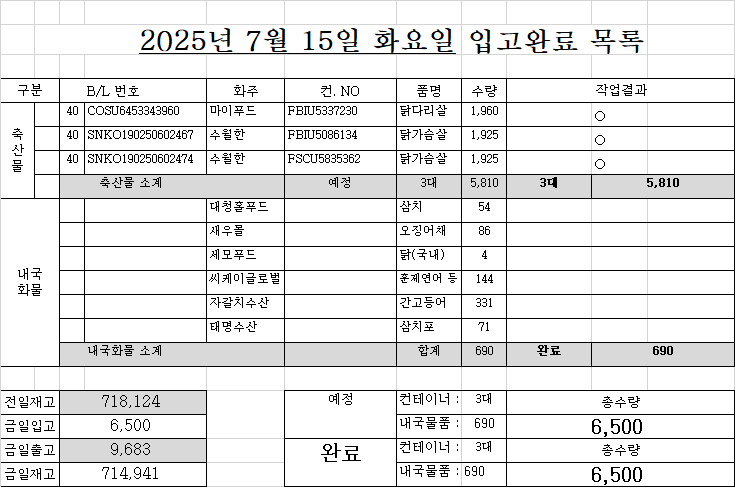 2025년 7월 15일 화요일 입고완료 목록
구분 B/L 번호 화주 컨. NO 품명 수량 작업결과
축산물
40 COSU6453343960 마이푸드 FBIU5337230 닭다리살 1,960 ○
40 SNKO190250602467 수월한 FBIU5086134 닭가슴살 1,925 ○
40 SNKO190250602474 수월한 FSCU5835362 닭가슴살 1,925 ○
축산물 소계 예정 3대 5,810 3대 5,810
내국화물
대청홀푸드 삼치 54
새우몰 오징어채 86
세모푸드 닭(국내) 4
씨케이글로벌 훈제연어 등 144
자갈치수산 간고등어 331
태명수산 삼치포 71
내국화물 소계 합계 690 완료 690
전일재고 718,124 예정 컨테이너 : 3대 총수량
금일입고 6,500 내국물품 : 690 6,500
금일출고 9,683 완료 컨테이너 : 3대 총수량
금일재고 714,941 내국물품 : 690 6,500